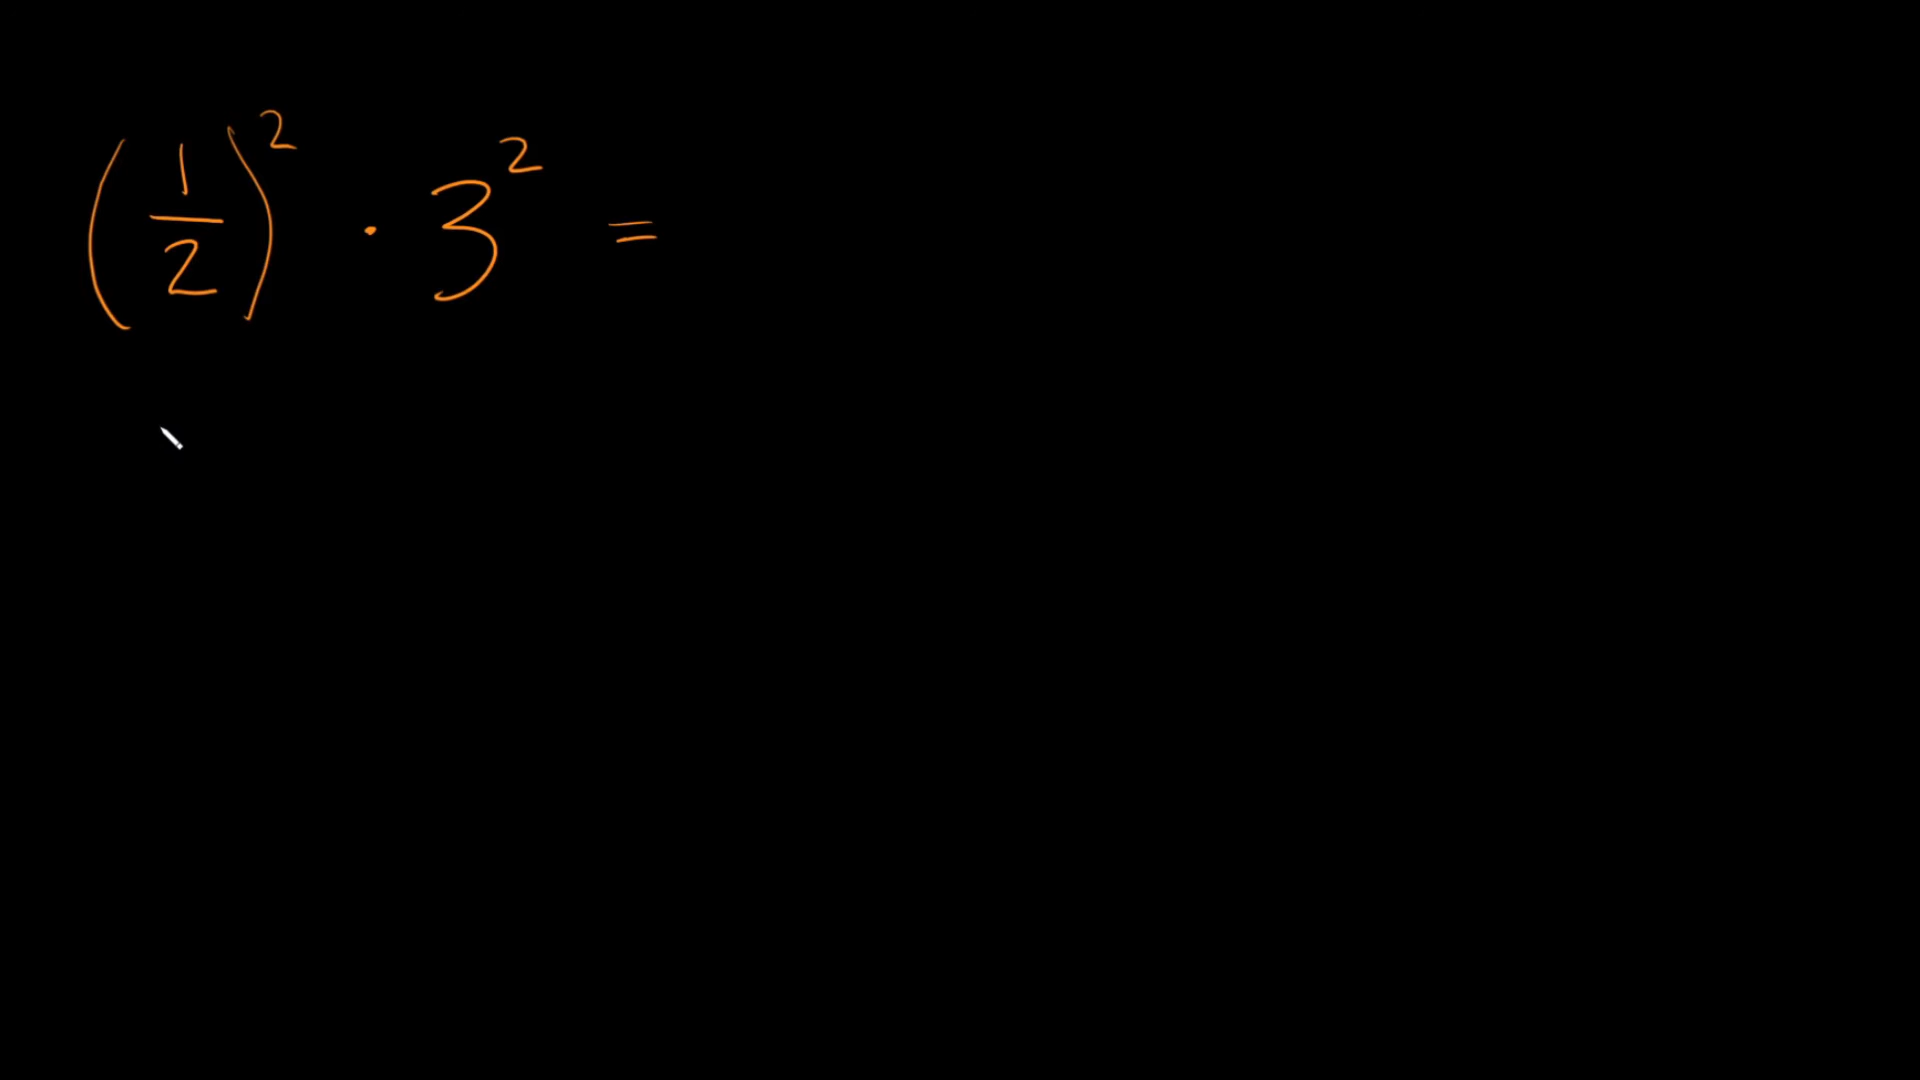 (1/2)² · 3² =